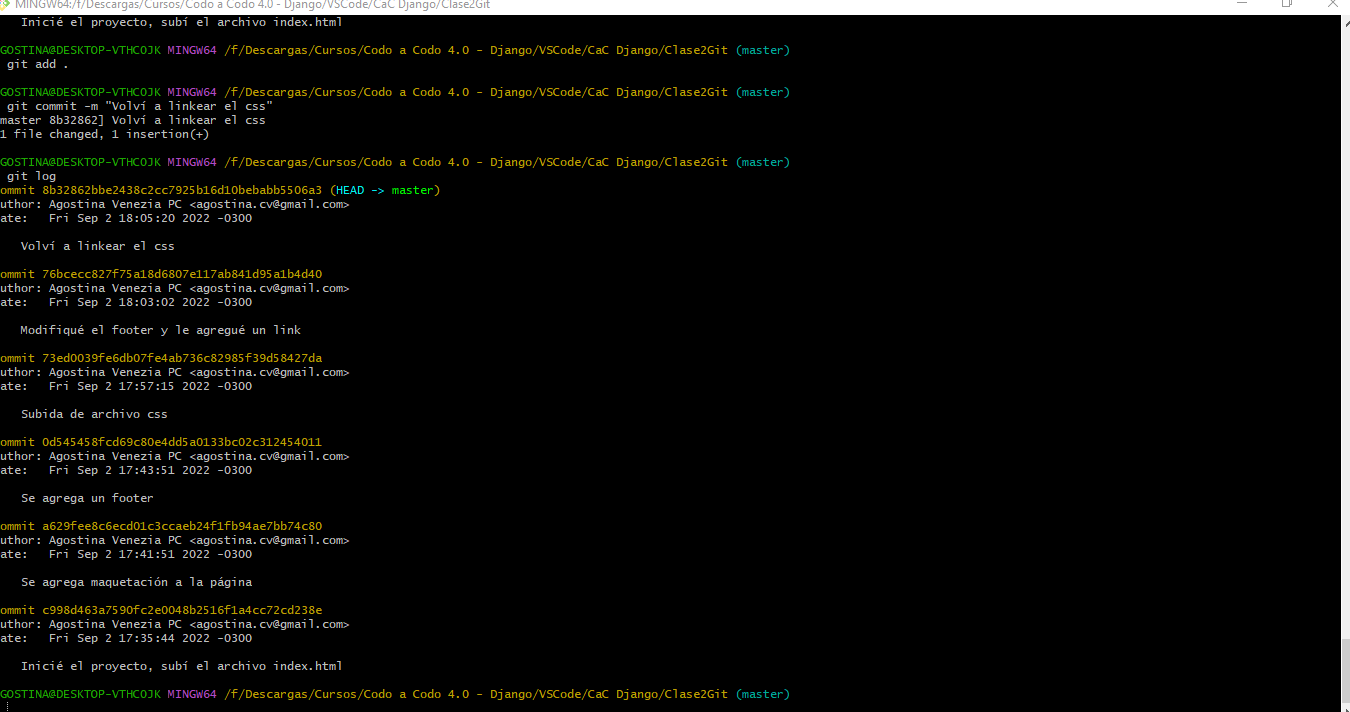 MINGW64:/f/Descargas/Cursos/Codo a Codo 4.0 - Django/VSCode/CaC Django/Clase2Git
Inicié el proyecto, subí el archivo index.html
GOSTINA@DESKTOP-VTHC0JK MINGW64 /f/Descargas/Cursos/Codo a Codo 4.0 - Django/VSCode/CaC Django/Clase2Git (master)
git add .
GOSTINA@DESKTOP-VTHC0JK MINGW64 /f/Descargas/Cursos/Codo a Codo 4.0 - Django/VSCode/CaC Django/Clase2Git (master)
git commit -m "Volví a linkear el css"
master 8b32862] Volví a linkear el css
1 file changed, 1 insertion(+)
GOSTINA@DESKTOP-VTHC0JK MINGW64 /f/Descargas/Cursos/Codo a Codo 4.0 - Django/VSCode/CaC Django/Clase2Git (master)
git log
ommit 8b32862bbe2438c2cc7925b16d10bebabb5506a3 (HEAD -> master)
uthor: Agostina Venezia PC <agostina.cv@gmail.com>
ate:   Fri Sep 2 18:05:20 2022 -0300
Volví a linkear el css
ommit 76bcecc827f75a18d6807e117ab841d95a1b4d40
uthor: Agostina Venezia PC <agostina.cv@gmail.com>
ate:   Fri Sep 2 18:03:02 2022 -0300
Modifiqué el footer y le agregué un link
ommit 73ed0039fe6db07fe4ab736c82985f39d58427da
uthor: Agostina Venezia PC <agostina.cv@gmail.com>
ate:   Fri Sep 2 17:57:15 2022 -0300
Subida de archivo css
ommit 0d545458fcd69c80e4dd5a0133bc02c312454011
uthor: Agostina Venezia PC <agostina.cv@gmail.com>
ate:   Fri Sep 2 17:43:51 2022 -0300
Se agrega un footer
ommit a629fee8c6ecd01c3ccaeb24f1fb94ae7bb74c80
uthor: Agostina Venezia PC <agostina.cv@gmail.com>
ate:   Fri Sep 2 17:41:51 2022 -0300
Se agrega maquetación a la página
ommit c998d463a7590fc2e0048b2516f1a4cc72cd238e
uthor: Agostina Venezia PC <agostina.cv@gmail.com>
ate:   Fri Sep 2 17:35:44 2022 -0300
Inicié el proyecto, subí el archivo index.html
GOSTINA@DESKTOP-VTHC0JK MINGW64 /f/Descargas/Cursos/Codo a Codo 4.0 - Django/VSCode/CaC Django/Clase2Git (master)